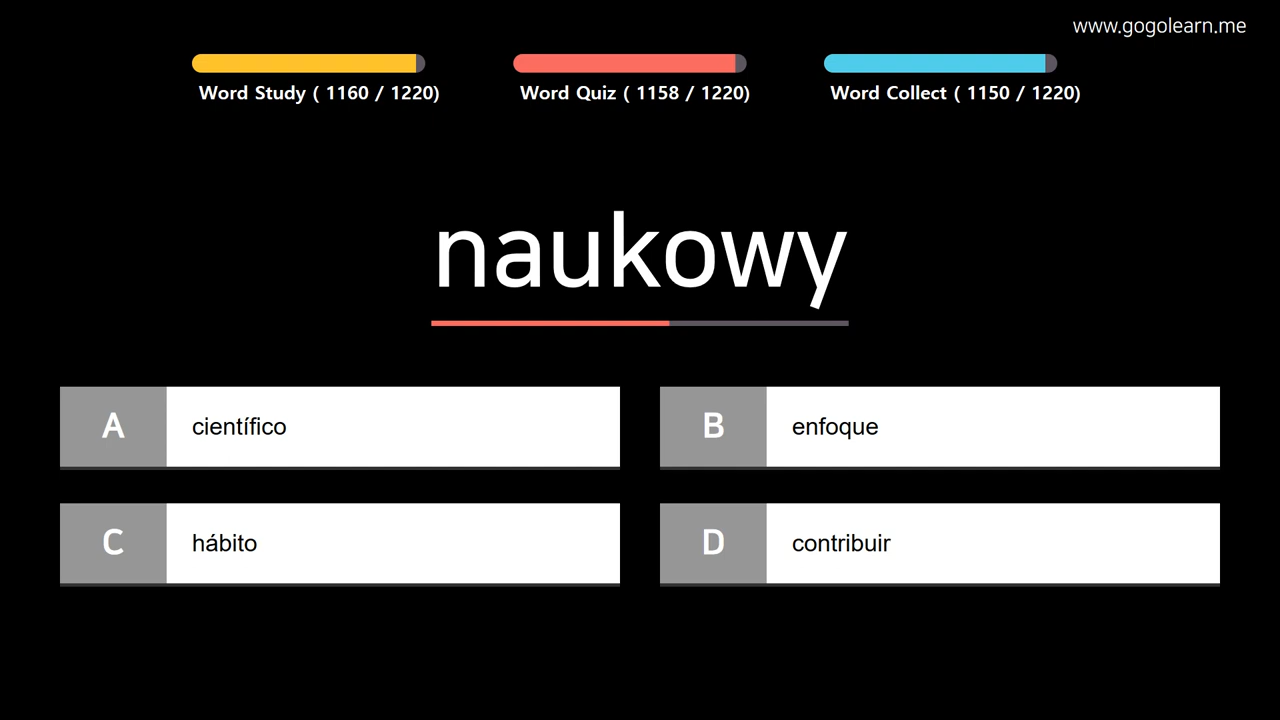 www.gogolearn.me
Word Study ( 1160 / 1220)
Word Quiz ( 1158 / 1220)
Word Collect ( 1150 / 1220)
naukowy
A científico
B enfoque
C hábito
D contribuir